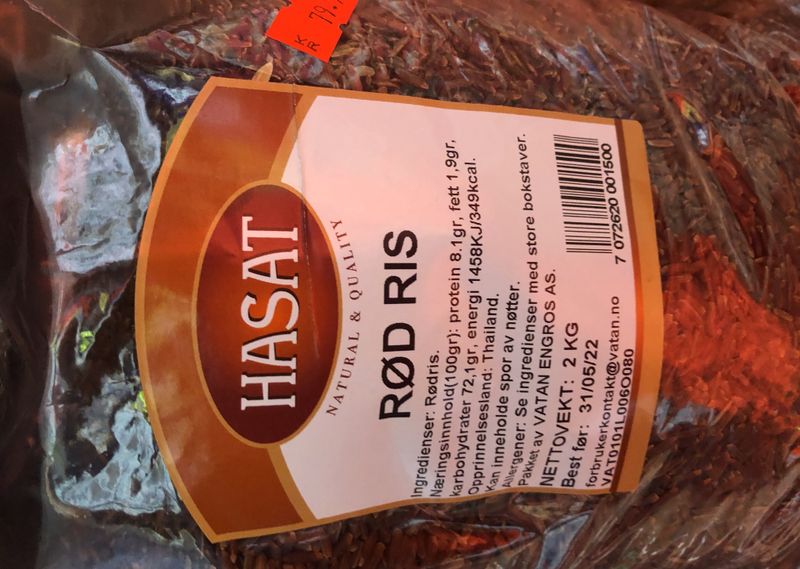 KR 79,-
HASAT
NATURAL & QUALITY
RØD RIS
Ingredienser: Rødris.
Næringsinnhold(100gr): protein 8.1gr, fett 1,9gr,
karbohydrater 72,1gr, energi 1458KJ/349kcal.
Opprinnelsesland: Thailand.
Kan inneholde spor av nøtter.
Allergener: Se ingredienser med store bokstaver.
Pakket av VATAN ENGROS AS.
NETTOVEKT: 2 KG
Best før: 31/05/22
forbrukerkontakt@vatan.no
VAT0101L006O080
7 072620 001500